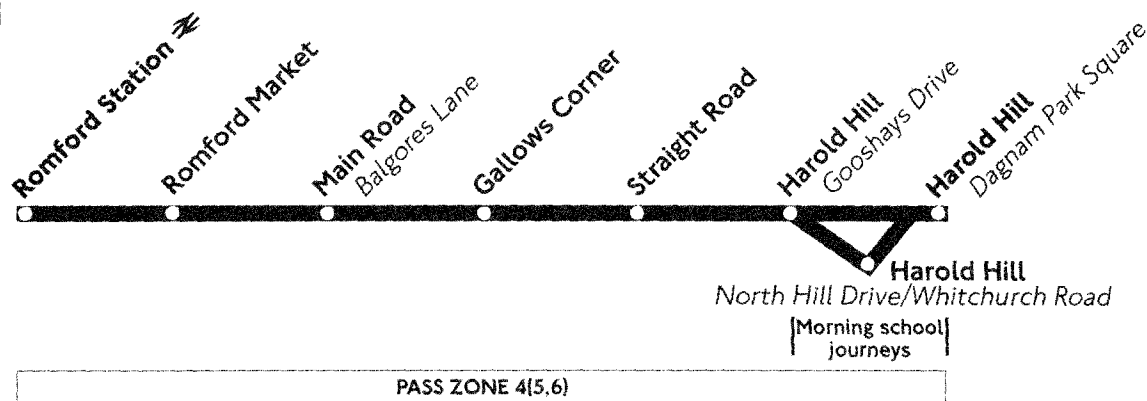 Romford Station
Romford Market
Main Road
Balgores Lane
Gallows Corner
Straight Road
Harold Hill
Gooshays Drive
Harold Hill
Dagnam Park Square
Harold Hill
North Hill Drive/Whitchurch Road
Morning school
journeys
PASS ZONE 4(5,6)